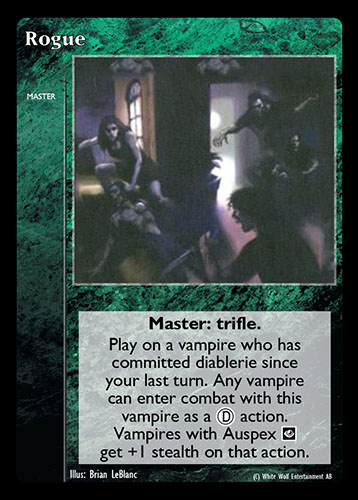 Rogue
MASTER
Master: trifle.
Play on a vampire who has
committed diablerie since
your last turn. Any vampire
can enter combat with this
vampire as a Ⓓ action.
Vampires with Auspex
get +1 stealth on that action.
Illus: Brian LeBlanc
(C) White Wolf Entertainment AB